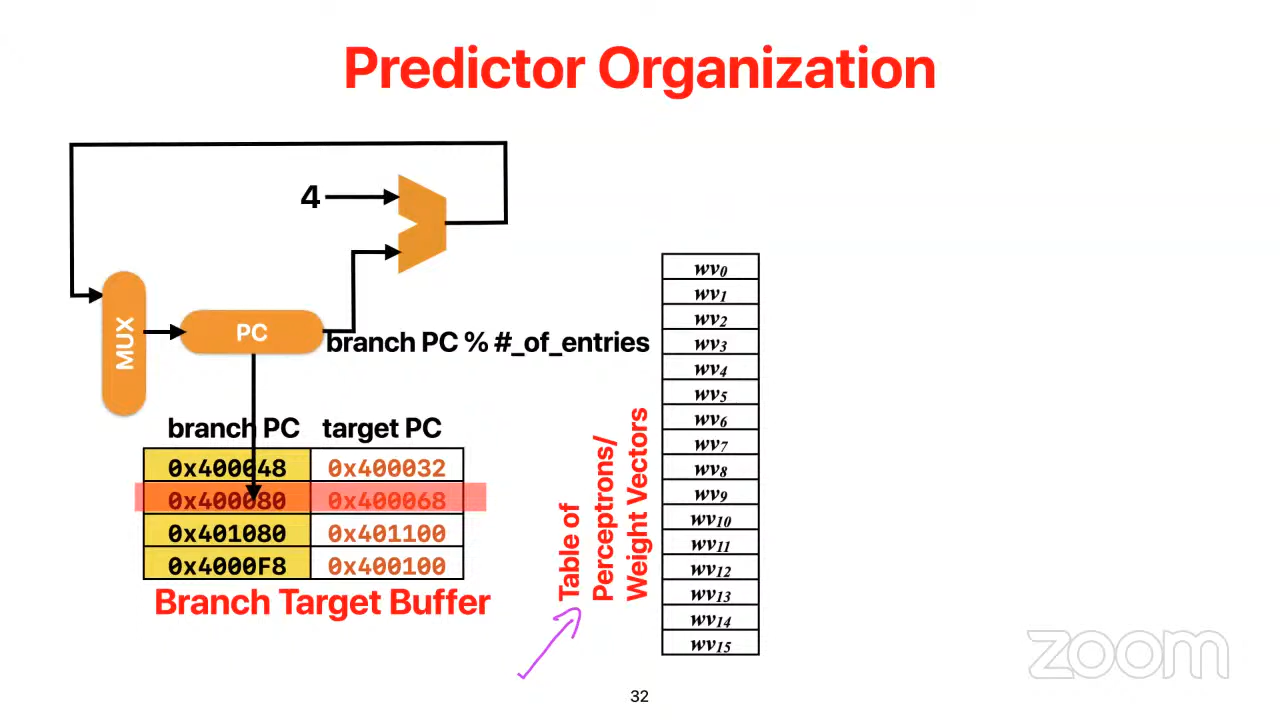 Predictor Organization
4
MUX
PC
branch PC % #_of_entries
branch PC target PC
0x400048 0x400032
0x400080 0x400068
0x401080 0x401100
0x4000F8 0x400100
Branch Target Buffer
Table of
Perceptrons/
Weight Vectors
wv0
wv1
wv2
wv3
wv4
wv5
wv6
wv7
wv8
wv9
wv10
wv11
wv12
wv13
wv14
wv15
zoom
32